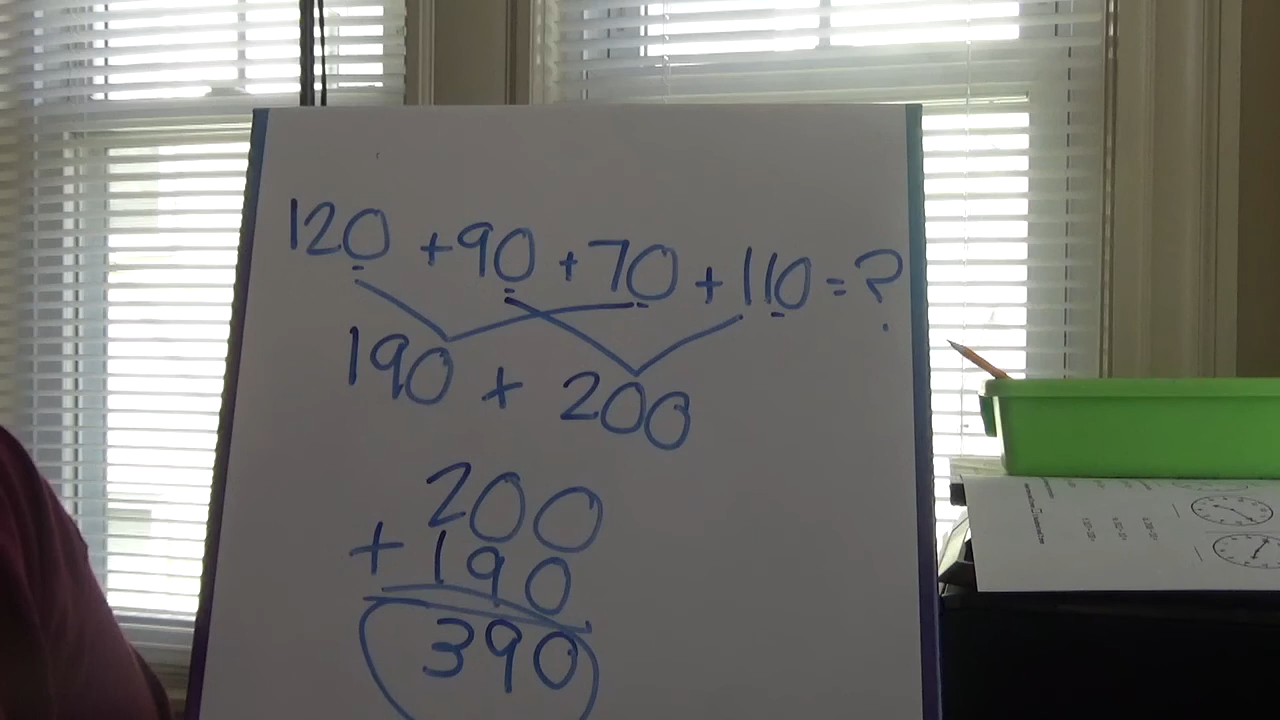 120 + 90 + 70 + 110 = ?
190 + 200
200
+ 190
390